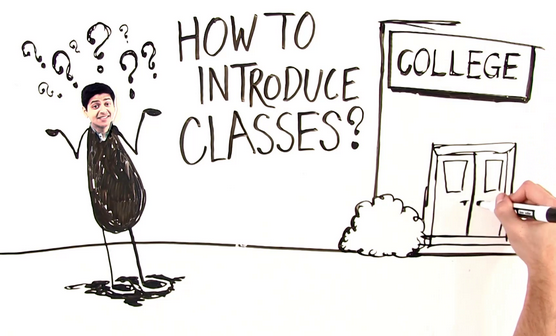 ? ? ? ? ? ? ? ?
HOW TO
INTRODUCE
CLASSES?
COLLEGE